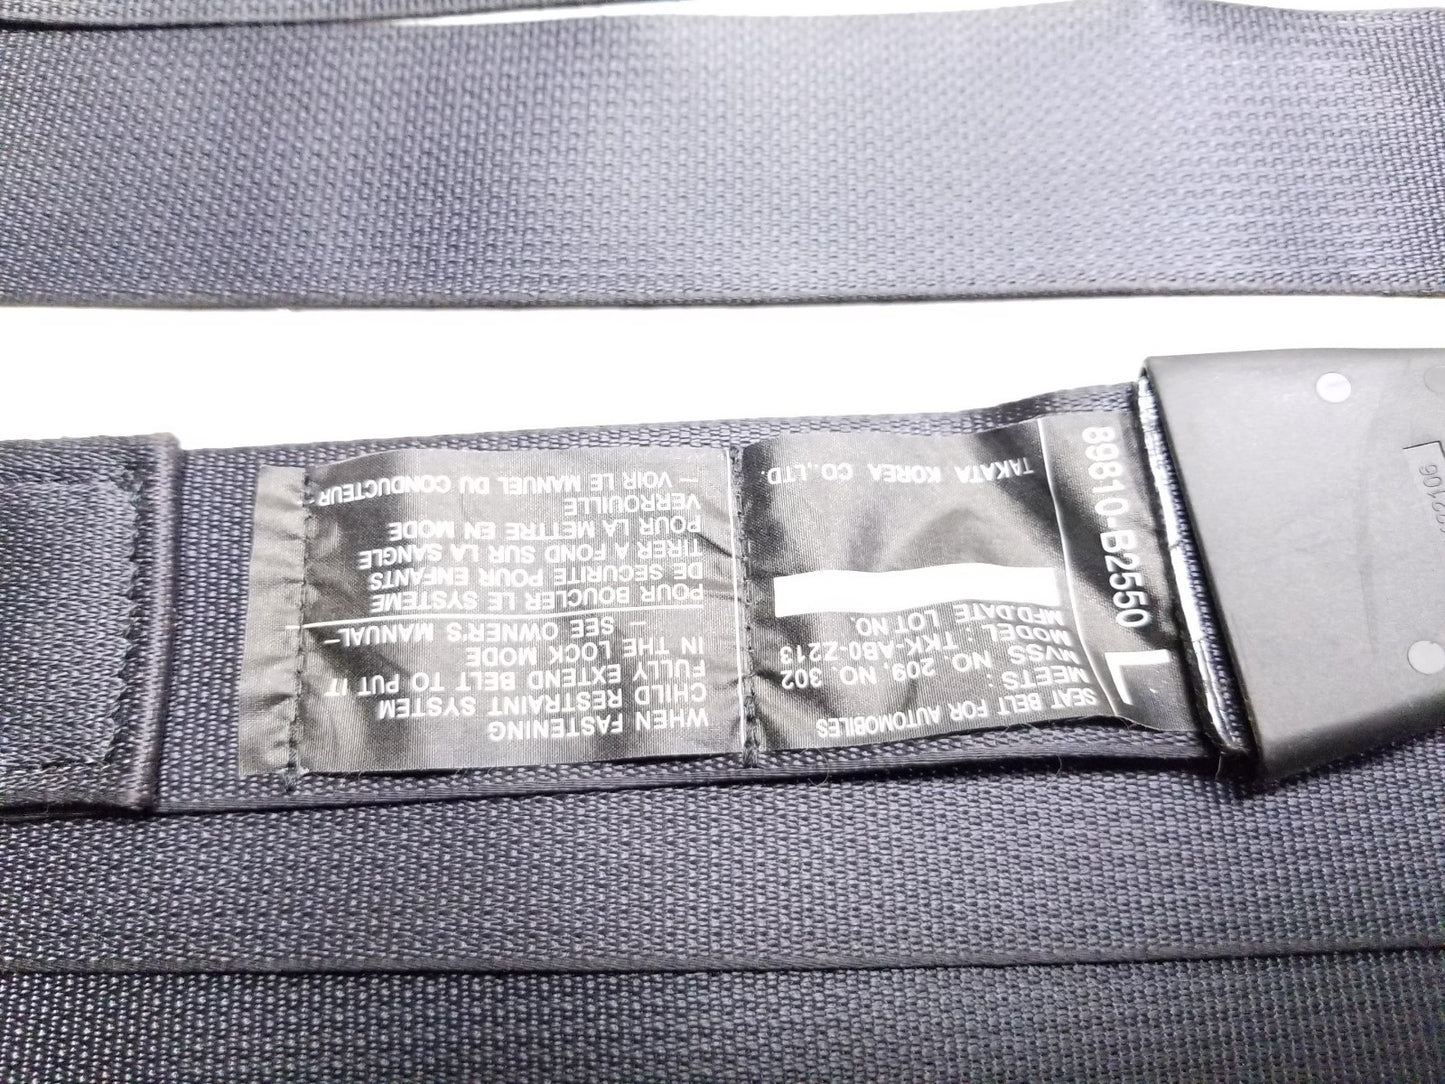 WHEN FASTENING
CHILD RESTRAINT SYSTEM
FULLY EXTEND BELT TO PUT IT
IN THE LOCK MODE
— SEE OWNER'S MANUAL—
POUR BOUCLER LE SYSTEME
DE SECURITE POUR ENFANTS
TIRER A FOND SUR LA SANGLE
POUR LA METTRE EN MODE
VERROUILLE
— VOIR LE MANUEL DU CONDUCTEUR —
SEAT BELT FOR AUTOMOBILES
MEETS :
MVSS NO. 209, NO. 302
MODEL : TKK-AB0-Z213
MFD.DATE LOT NO.
TAKATA KOREA CO.,LTD.
89810-B2550 L